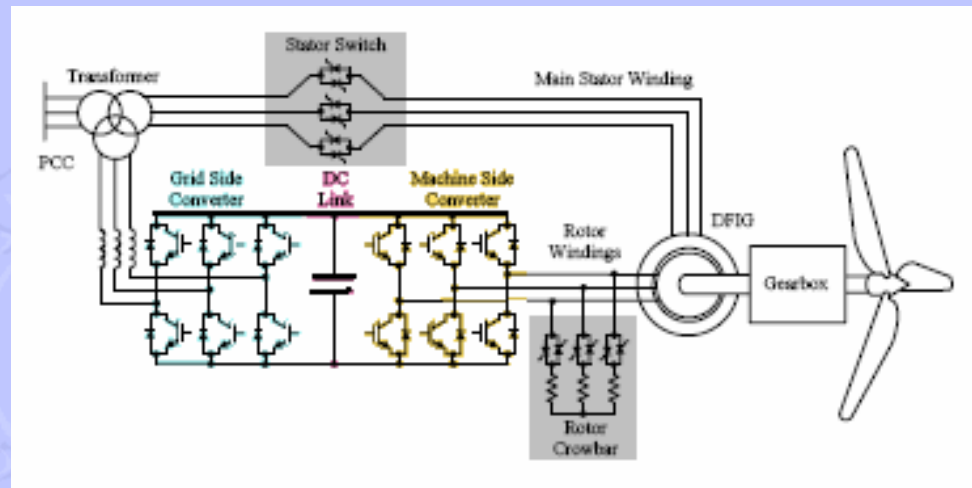 Stator Switch
Transformer
Main Stator Winding
PCC
Grid Side
Converter
DC
Link
Machine Side
Converter
DFIG
Rotor
Windings
Gearbox
Rotor
Crowbar